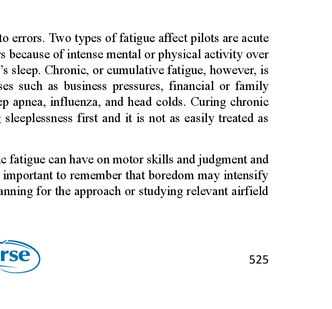 to errors. Two types of fatigue affect pilots are acute
s because of intense mental or physical activity over
's sleep. Chronic, or cumulative fatigue, however, is
ses such as business pressures, financial or family
ep apnea, influenza, and head colds. Curing chronic
sleeplessness first and it is not as easily treated as
ic fatigue can have on motor skills and judgment and
important to remember that boredom may intensify
anning for the approach or studying relevant airfield
rse
525